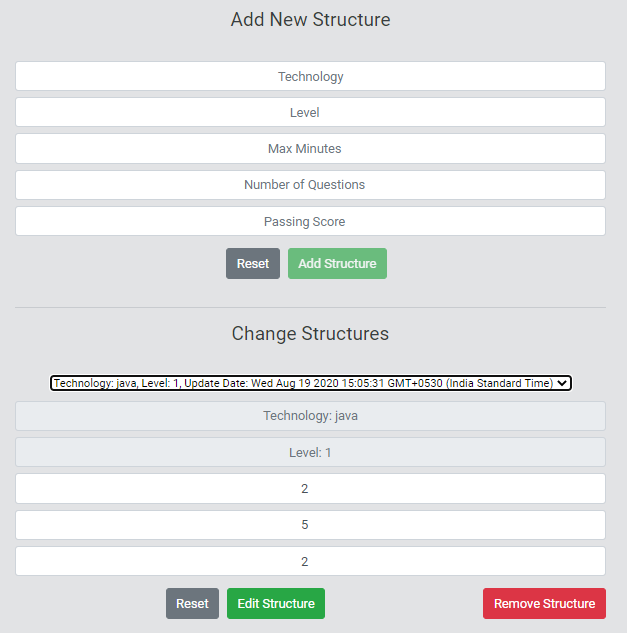 Add New Structure
Technology
Level
Max Minutes
Number of Questions
Passing Score
Reset Add Structure
Change Structures
Technology: java, Level: 1, Update Date: Wed Aug 19 2020 15:05:31 GMT+0530 (India Standard Time)
Technology: java
Level: 1
2
5
2
Reset Edit Structure Remove Structure